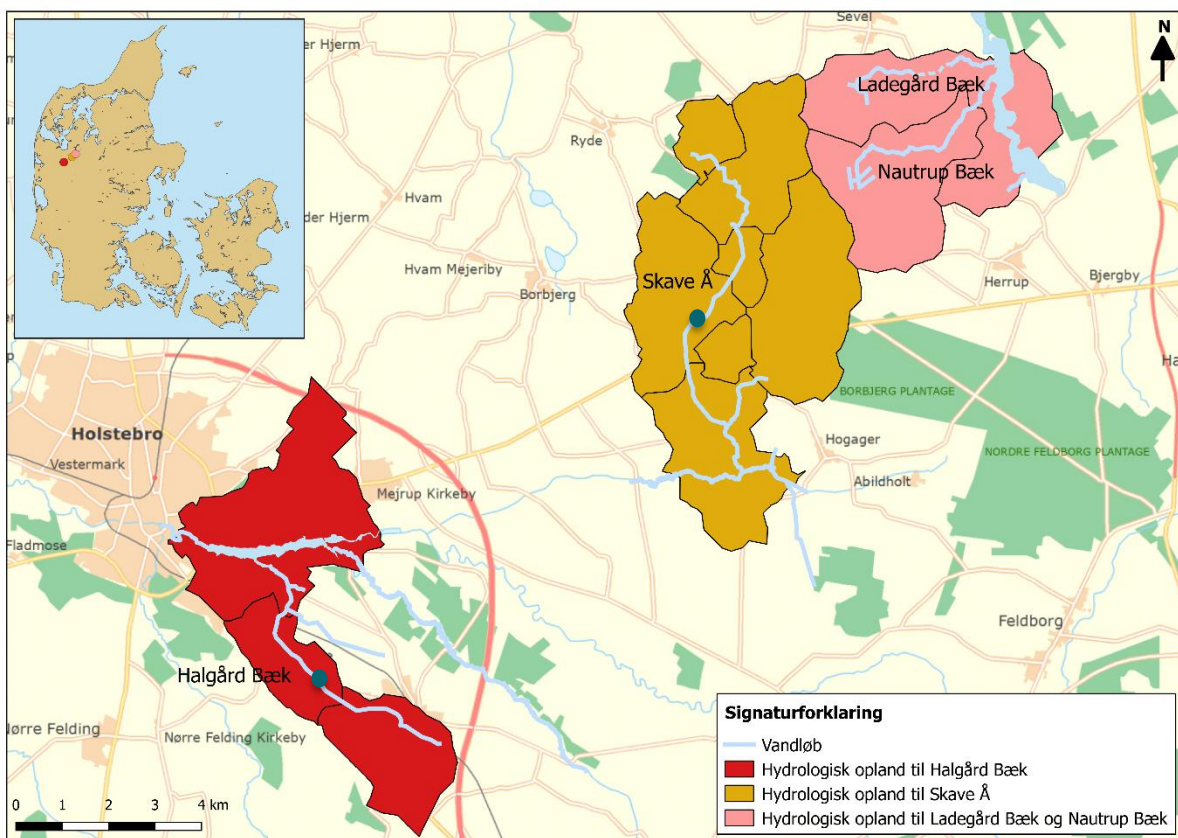 Sevel
der Hjerm
N
Ladegård Bæk
Ryde
Nautrup Bæk
Hvam
der Hjerm
Hvam Mejeriby
Skave Å
Borbjerg
Herrup
Bjergby
Ha
BORBJERG PLANTAGE
Holstebro
Vestermark
Hogager
NORDRE FELDBORG PLANTAGE
Mejrup Kirkeby
Abildholt
Fladmose
Feldborg
Halgård Bæk
Nørre Felding
Nørre Felding Kirkeby
Signaturforklaring
Vandløb
Hydrologisk opland til Halgård Bæk
Hydrologisk opland til Skave Å
Hydrologisk opland til Ladegård Bæk og Nautrup Bæk
0 1 2 4 km